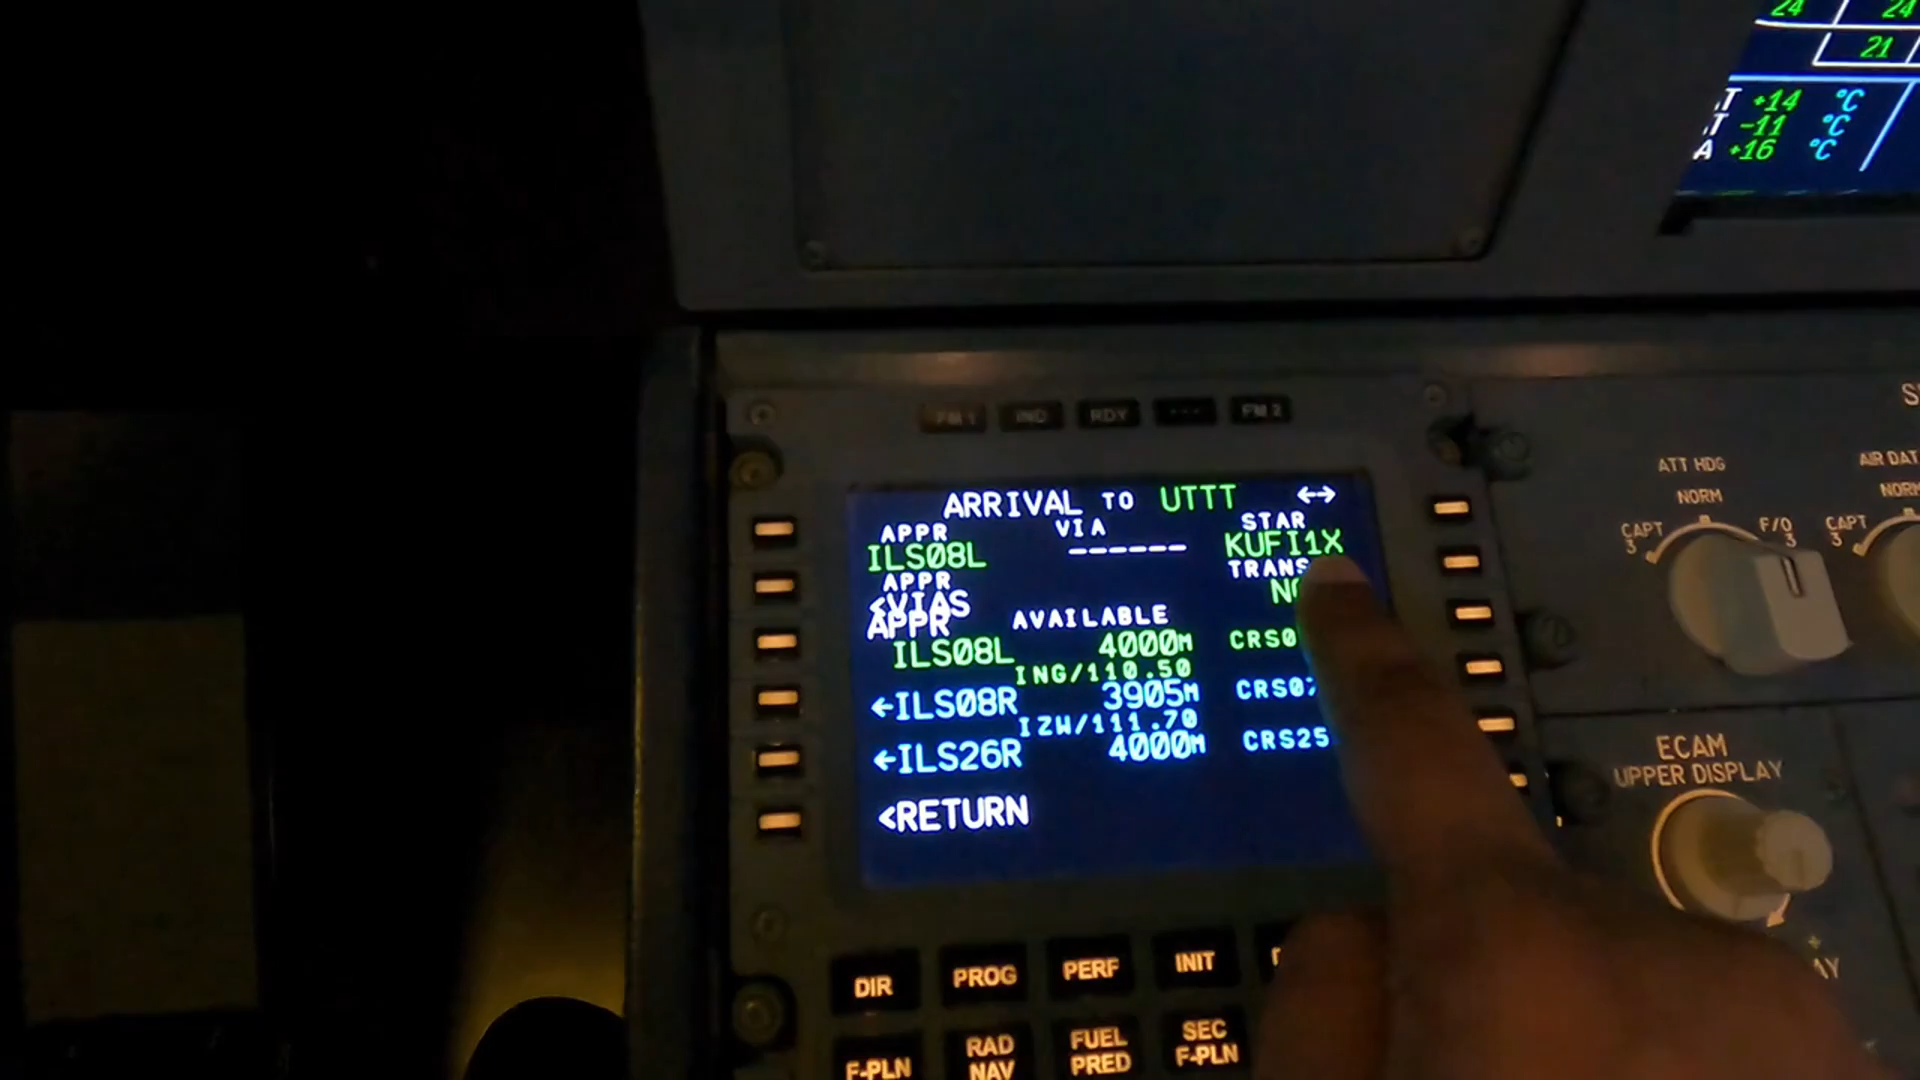 24 24
21
+14 °C
-11 °C
A +16 °C
FM 1 IND RDY --- FM 2
ARRIVAL TO UTTT ←→
APPR VIA STAR
ILS08L ------ KUFI1X
APPR TRANS
<VIAS
APPR AVAILABLE
ILS08L 4000M
ING/110.50
←ILS08R 3905M
IZW/111.70
←ILS26R 4000M CRS25
<RETURN
ATT HDG
NORM
CAPT 3
F/O 3
AIR DAT
NORM
CAPT 3
ECAM
UPPER DISPLAY
DIR PROG PERF INIT
F-PLN RAD NAV FUEL PRED SEC F-PLN